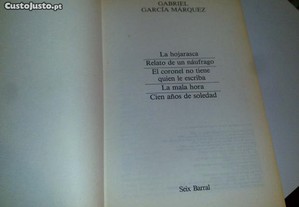 CustoJusto.pt
GABRIEL
GARCÍA MÁRQUEZ
La hojarasca
Relato de un náufrago
El coronel no tiene
quien le escriba
La mala hora
Cien años de soledad
Seix Barral